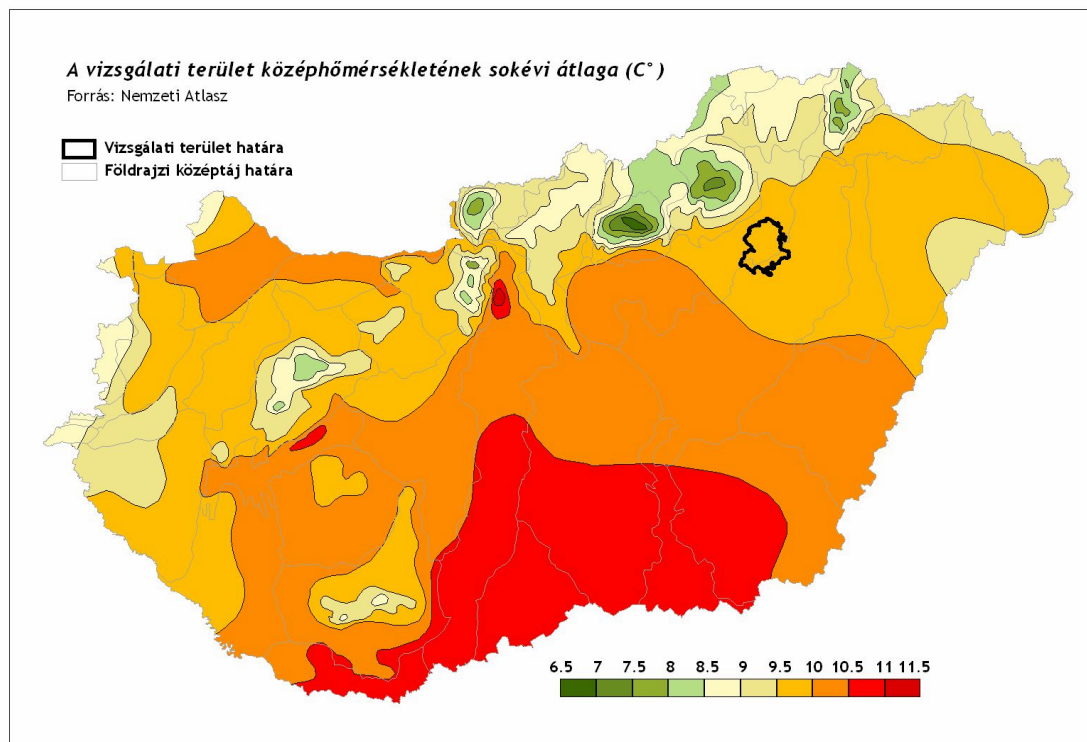 A vizsgálati terület középhőmérsékletének sokévi átlaga (C°)
Forrás: Nemzeti Atlasz
Vizsgálati terület határa
Földrajzi középtáj határa
6.5 7 7.5 8 8.5 9 9.5 10 10.5 11 11.5